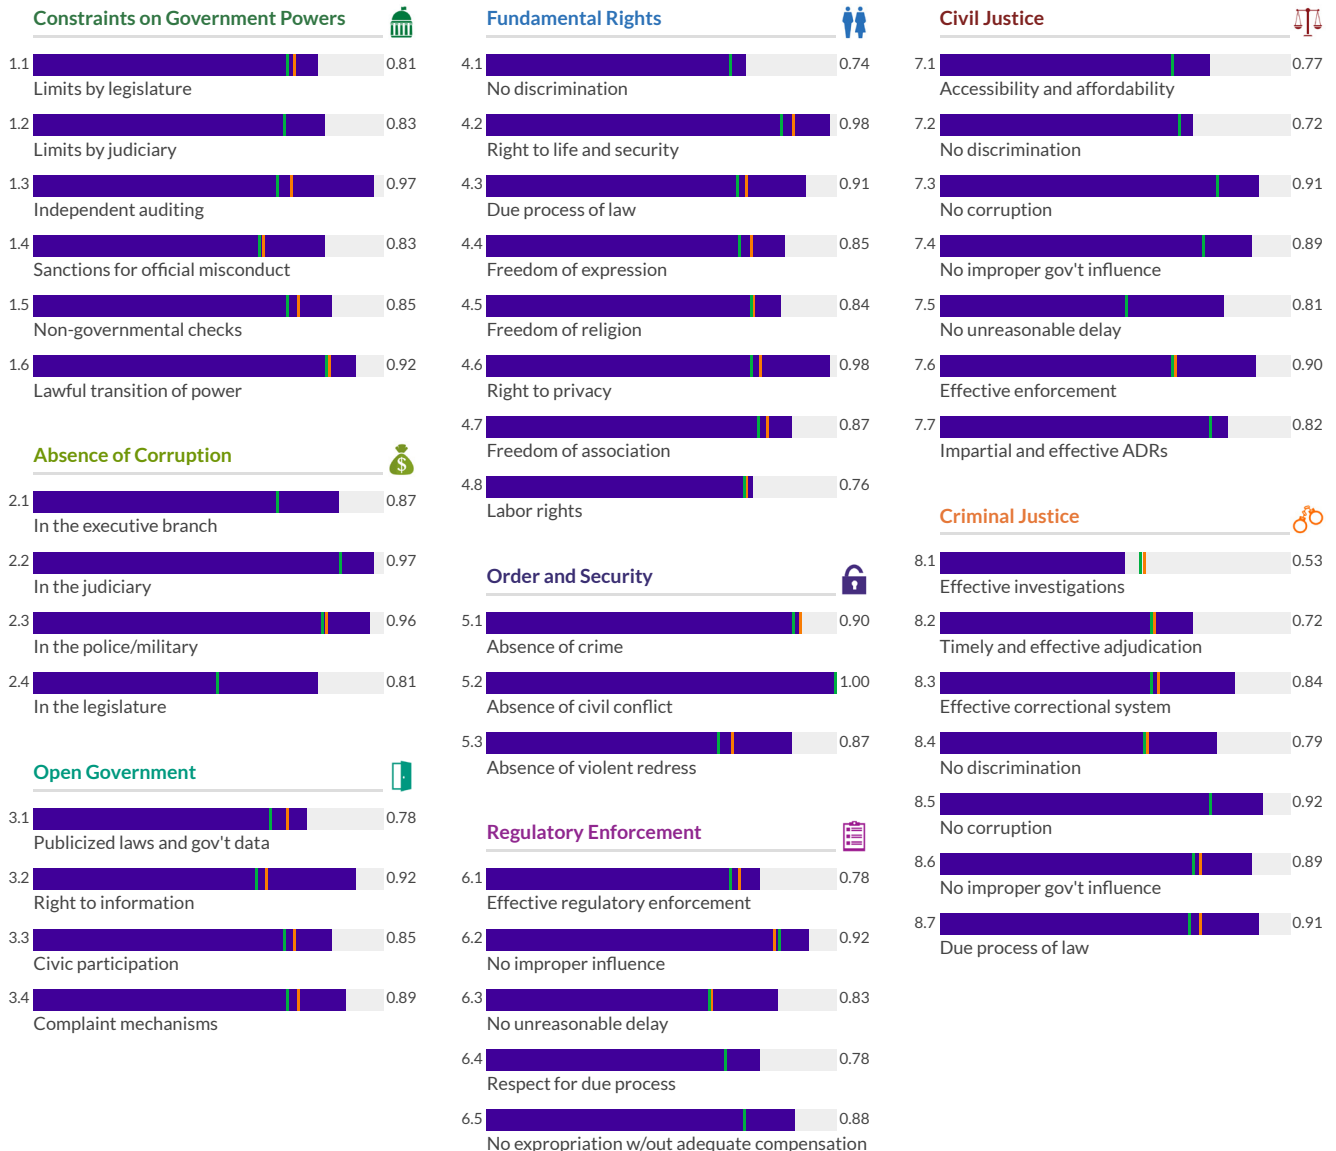 Constraints on Government Powers
1.1 0.81
Limits by legislature
1.2 0.83
Limits by judiciary
1.3 0.97
Independent auditing
1.4 0.83
Sanctions for official misconduct
1.5 0.85
Non-governmental checks
1.6 0.92
Lawful transition of power
Absence of Corruption
$
2.1 0.87
In the executive branch
2.2 0.97
In the judiciary
2.3 0.96
In the police/military
2.4 0.81
In the legislature
Open Government
3.1 0.78
Publicized laws and gov't data
3.2 0.92
Right to information
3.3 0.85
Civic participation
3.4 0.89
Complaint mechanisms
Fundamental Rights
4.1 0.74
No discrimination
4.2 0.98
Right to life and security
4.3 0.91
Due process of law
4.4 0.85
Freedom of expression
4.5 0.84
Freedom of religion
4.6 0.98
Right to privacy
4.7 0.87
Freedom of association
4.8 0.76
Labor rights
Order and Security
5.1 0.90
Absence of crime
5.2 1.00
Absence of civil conflict
5.3 0.87
Absence of violent redress
Regulatory Enforcement
6.1 0.78
Effective regulatory enforcement
6.2 0.92
No improper influence
6.3 0.83
No unreasonable delay
6.4 0.78
Respect for due process
6.5 0.88
No expropriation w/out adequate compensation
Civil Justice
7.1 0.77
Accessibility and affordability
7.2 0.72
No discrimination
7.3 0.91
No corruption
7.4 0.89
No improper gov't influence
7.5 0.81
No unreasonable delay
7.6 0.90
Effective enforcement
7.7 0.82
Impartial and effective ADRs
Criminal Justice
8.1 0.53
Effective investigations
8.2 0.72
Timely and effective adjudication
8.3 0.84
Effective correctional system
8.4 0.79
No discrimination
8.5 0.92
No corruption
8.6 0.89
No improper gov't influence
8.7 0.91
Due process of law